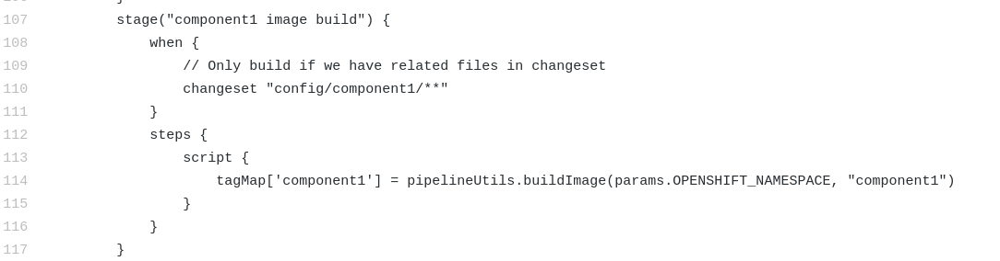 107 stage("component1 image build") {
108 when {
109 // Only build if we have related files in changeset
110 changeset "config/component1/**"
111 }
112 steps {
113 script {
114 tagMap['component1'] = pipelineUtils.buildImage(params.OPENSHIFT_NAMESPACE, "component1")
115 }
116 }
117 }